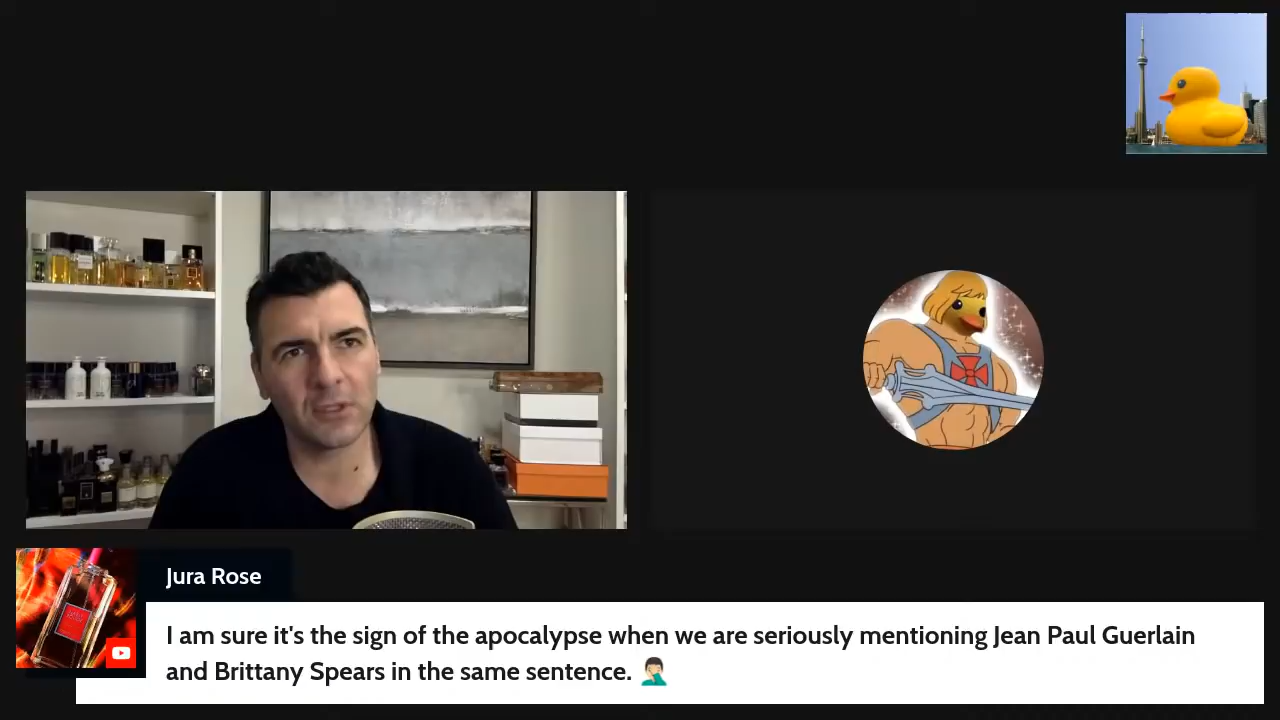 Jura Rose
I am sure it's the sign of the apocalypse when we are seriously mentioning Jean Paul Guerlain
and Brittany Spears in the same sentence. 🤦🏻‍♂️